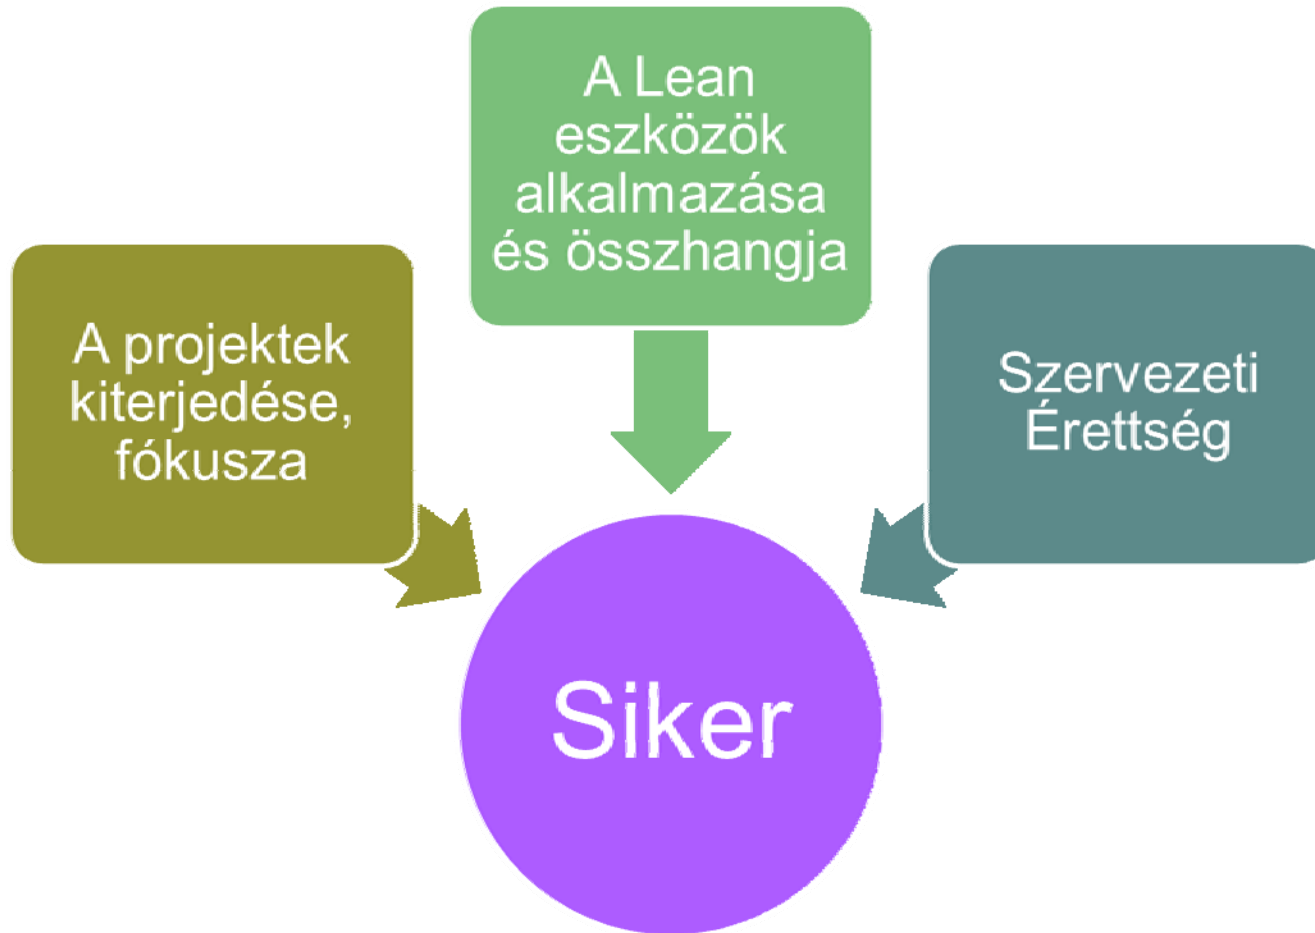 A Lean
eszközök
alkalmazása
és összhangja
A projektek
kiterjedése,
fókusza
Szervezeti
Érettség
Siker